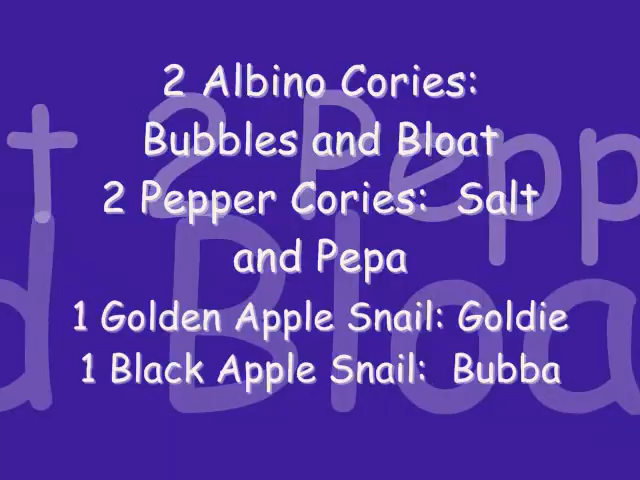 2 Albino Cories:
Bubbles and Bloat
2 Pepper Cories:  Salt
and Pepa
1 Golden Apple Snail: Goldie
1 Black Apple Snail:  Bubba